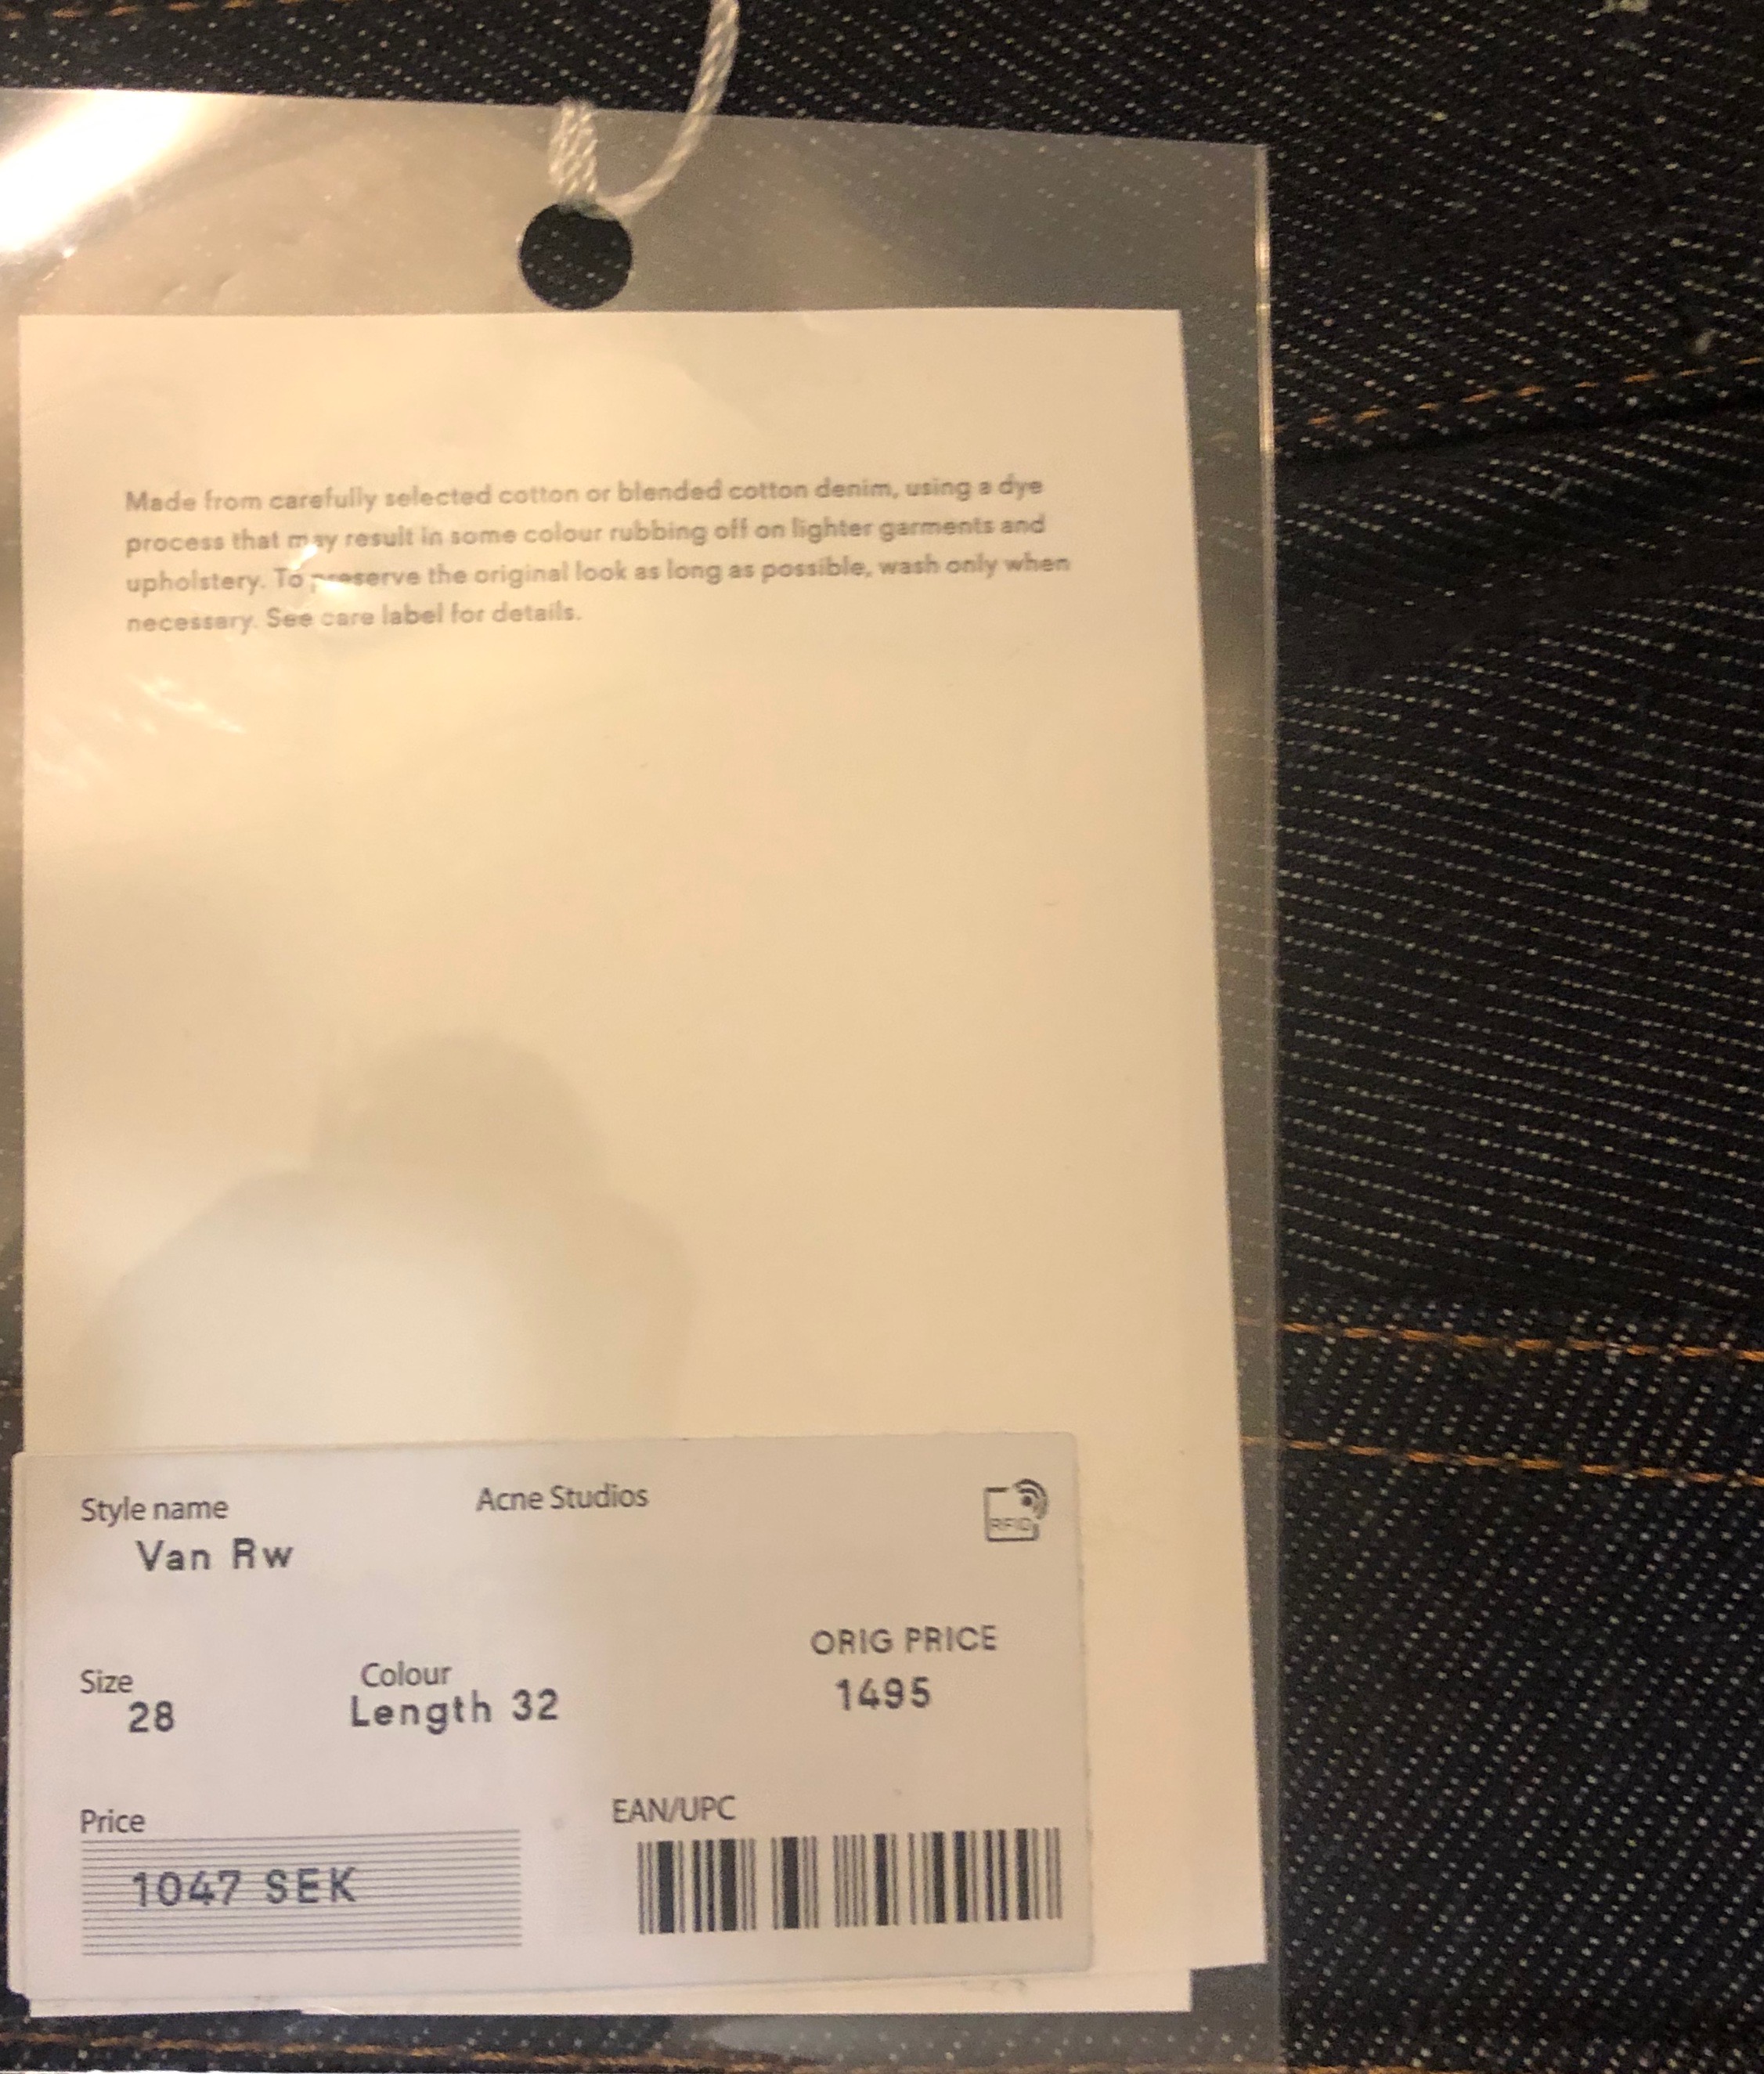 Made from carefully selected cotton or blended cotton denim, using a dye
process that may result in some colour rubbing off on lighter garments and
upholstery. To preserve the original look as long as possible, wash only when
necessary. See care label for details.
Style name
Acne Studios
RFID
Van Rw
ORIG PRICE
1495
Size
28
Colour
Length 32
Price
1047 SEK
EAN/UPC